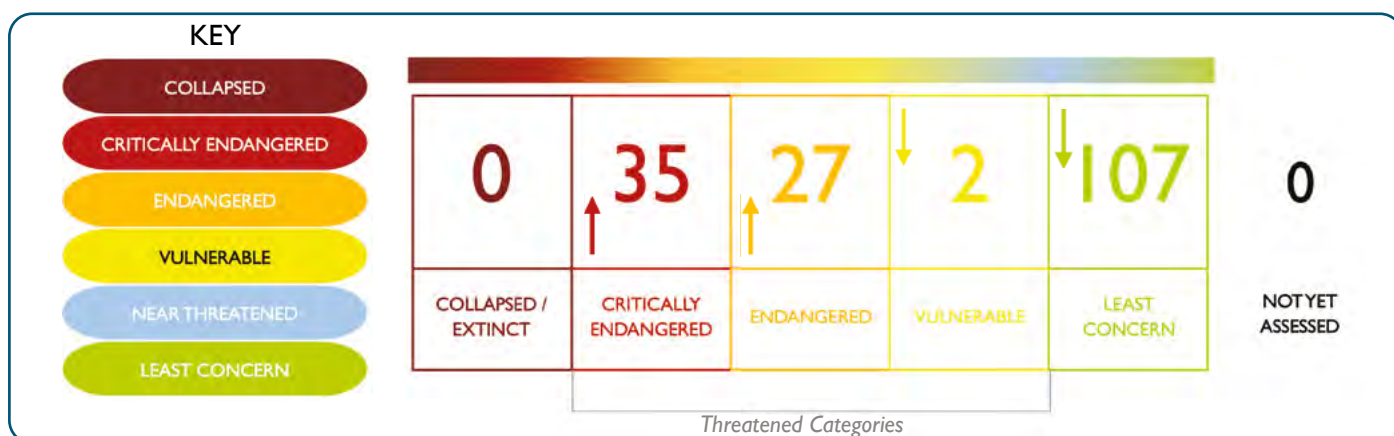 KEY
COLLAPSED
CRITICALLY ENDANGERED
ENDANGERED
VULNERABLE
NEAR THREATENED
LEAST CONCERN
0
35
27
2
107
0
COLLAPSED /
EXTINCT
CRITICALLY
ENDANGERED
ENDANGERED
VULNERABLE
LEAST
CONCERN
NOT YET
ASSESSED
Threatened Categories